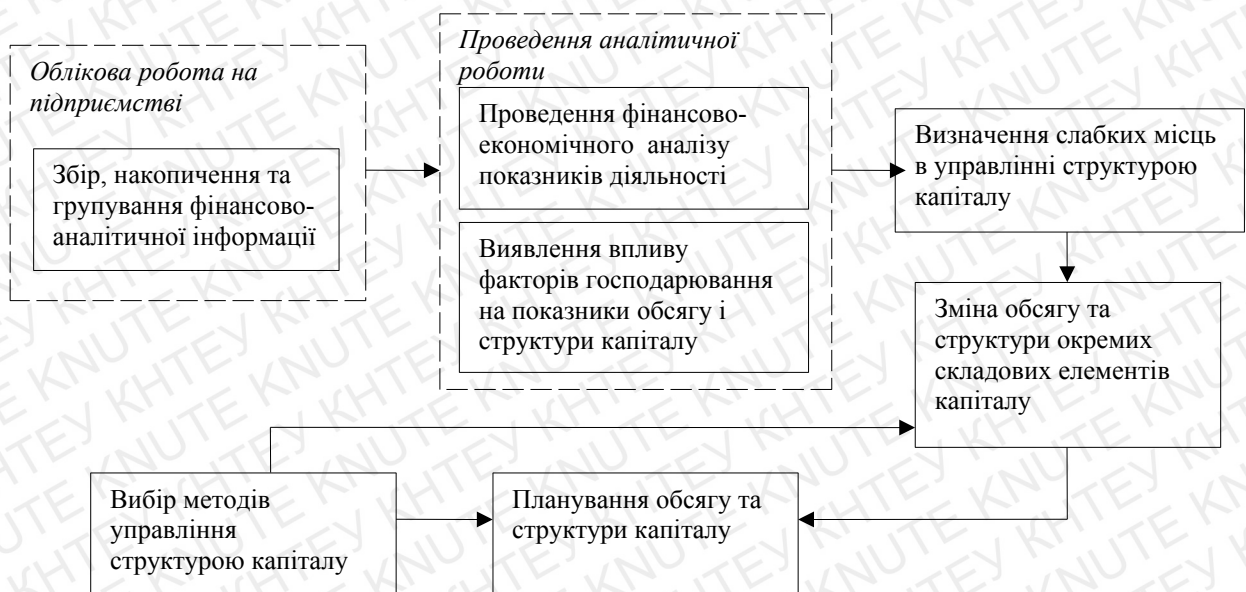 Облікова робота на
підприємстві
Збір, накопичення та
групування фінансово-
аналітичної інформації
Проведення аналітичної
роботи
Проведення фінансово-
економічного аналізу
показників діяльності
Виявлення впливу
факторів господарювання
на показники обсягу і
структури капіталу
Визначення слабких місць
в управлінні структурою
капіталу
Зміна обсягу та
структури окремих
складових елементів
капіталу
Вибір методів
управління
структурою капіталу
Планування обсягу та
структури капіталу